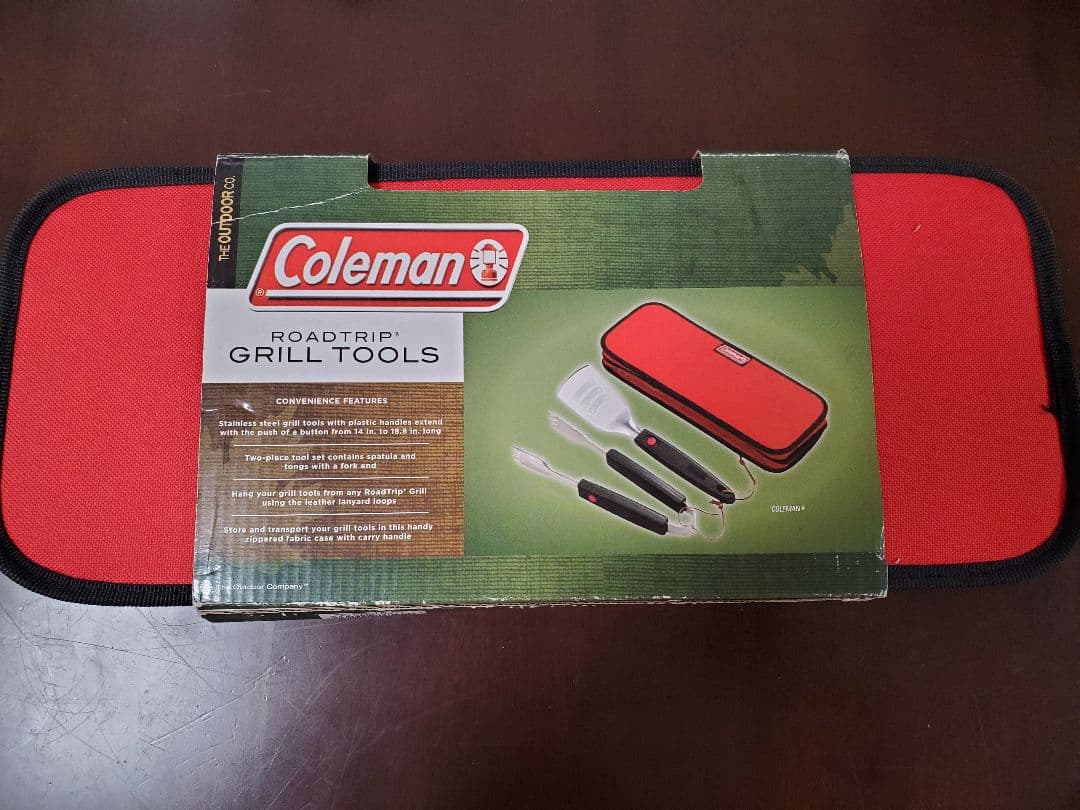 THE OUTDOOR CO.
Coleman
®
ROADTRIP®
GRILL TOOLS
CONVENIENCE FEATURES
Stainless steel grill tools with plastic handles extend
with the push of a button from 14 in. to 18.8 in. long
Two-piece tool set contains spatula and
tongs with a fork end
Hang your grill tools from any RoadTrip® Grill
using the leather lanyard loops
Store and transport your grill tools in this handy
zippered fabric case with carry handle
The Outdoor Company™
Coleman
COLEMAN®